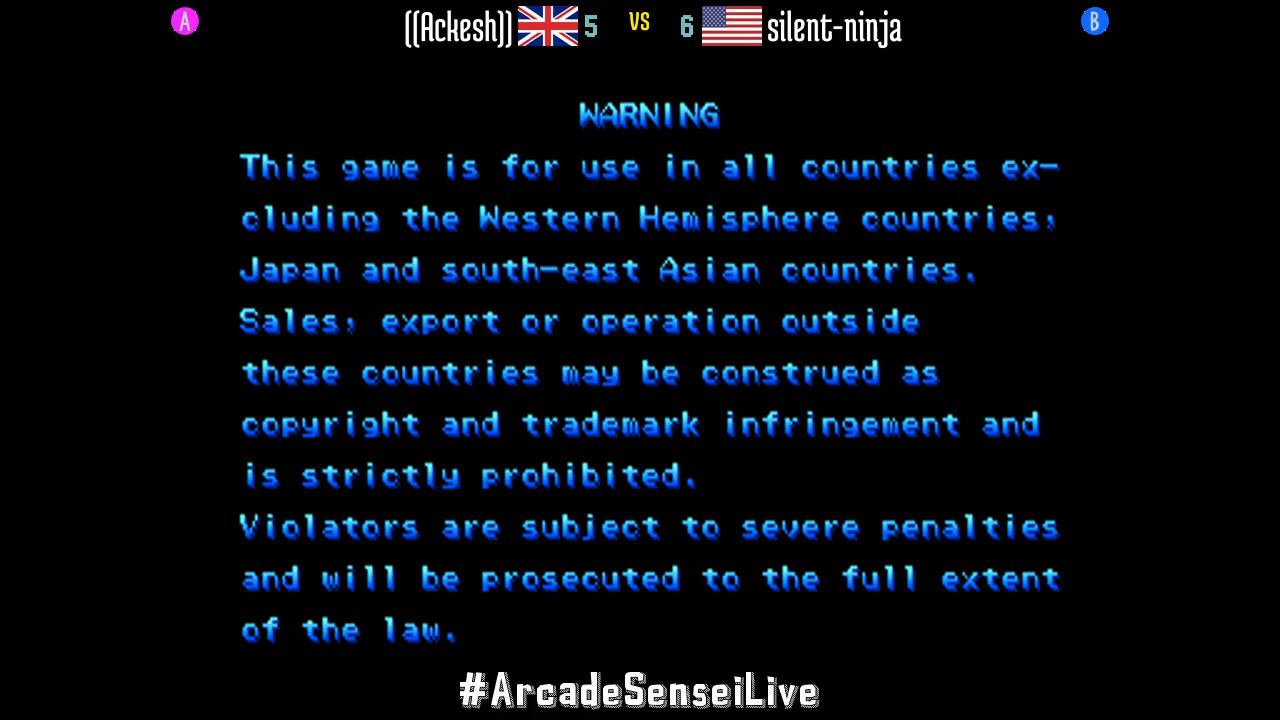 A ((Ackesh)) 5 VS 6 silent-ninja B
WARNING
This game is for use in all countries ex-
cluding the Western Hemisphere countries,
Japan and south-east Asian countries.
Sales, export or operation outside
these countries may be construed as
copyright and trademark infringement and
is strictly prohibited.
Violators are subject to severe penalties
and will be prosecuted to the full extent
of the law.
#ArcadeSenseiLive